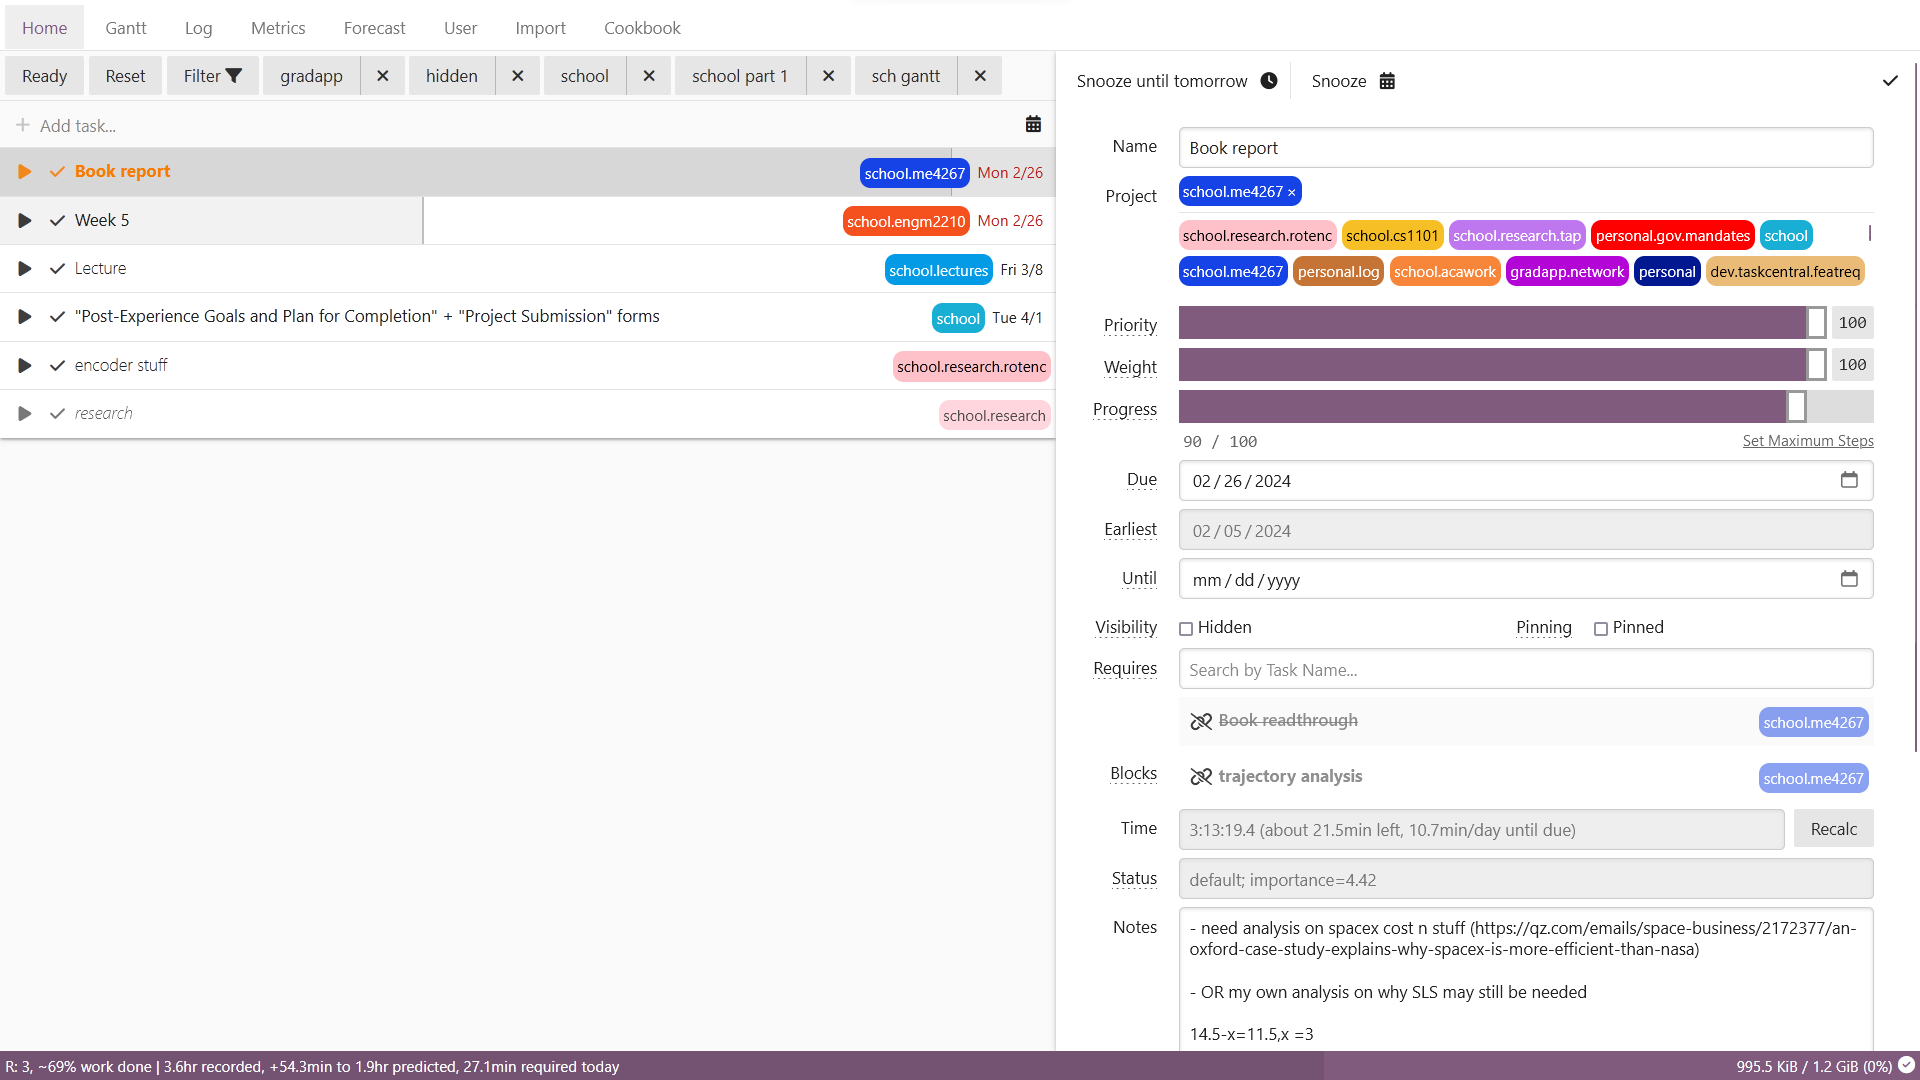 Home Gantt Log Metrics Forecast User Import Cookbook
Ready Reset Filter gradapp × hidden × school × school part 1 × sch gantt ×
+ Add task...
Book report school.me4267 Mon 2/26
Week 5 school.engm2210 Mon 2/26
Lecture school.lectures Fri 3/8
"Post-Experience Goals and Plan for Completion" + "Project Submission" forms school Tue 4/1
encoder stuff school.research.rotenc
research school.research
Snooze until tomorrow Snooze
Name Book report
Project school.me4267 ×
school.research.rotenc school.cs1101 school.research.tap personal.gov.mandates school
school.me4267 personal.log school.acawork gradapp.network personal dev.taskcentral.featreq
Priority 100
Weight 100
Progress
90 / 100 Set Maximum Steps
Due 02/26/2024
Earliest 02/05/2024
Until mm/dd/yyyy
Visibility Hidden Pinning Pinned
Requires Search by Task Name...
Book readthrough school.me4267
Blocks trajectory analysis school.me4267
Time 3:13:19.4 (about 21.5min left, 10.7min/day until due) Recalc
Status default; importance=4.42
Notes - need analysis on spacex cost n stuff (https://qz.com/emails/space-business/2172377/an-
oxford-case-study-explains-why-spacex-is-more-efficient-than-nasa)
- OR my own analysis on why SLS may still be needed
14.5-x=11.5,x =3
R: 3, ~69% work done | 3.6hr recorded, +54.3min to 1.9hr predicted, 27.1min required today 995.5 KiB / 1.2 GiB (0%)